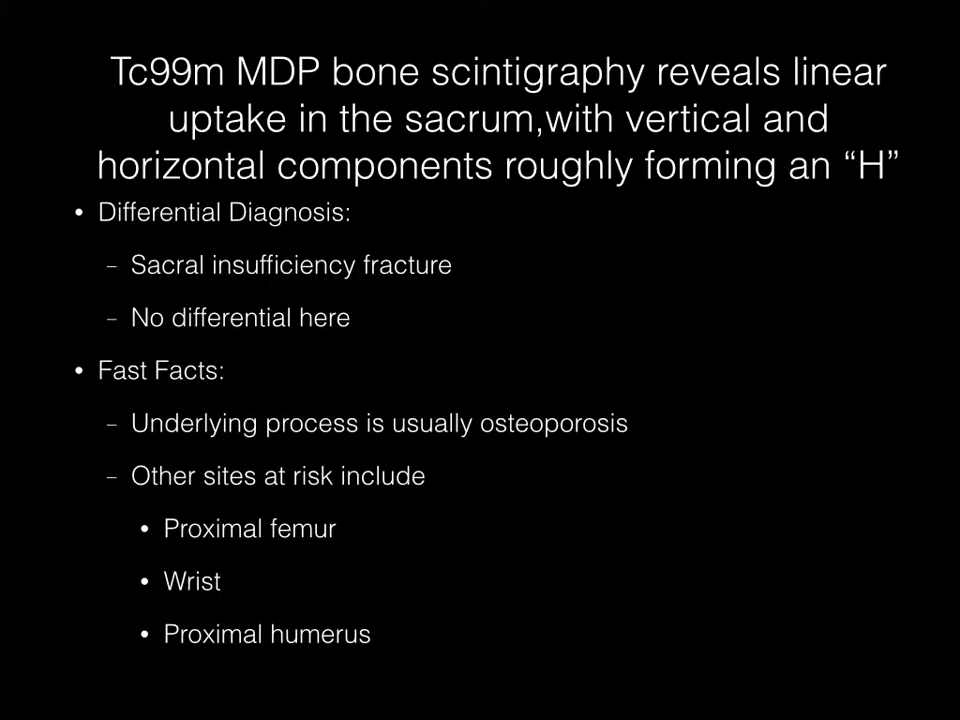 Tc99m MDP bone scintigraphy reveals linear
uptake in the sacrum,with vertical and
horizontal components roughly forming an “H”
• Differential Diagnosis:
– Sacral insufficiency fracture
– No differential here
• Fast Facts:
– Underlying process is usually osteoporosis
– Other sites at risk include
• Proximal femur
• Wrist
• Proximal humerus